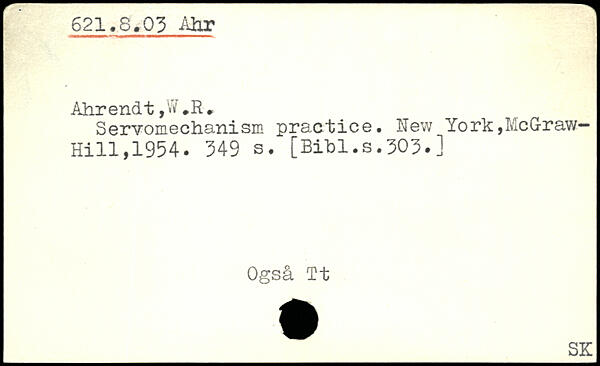 621.8.03 Ahr
Ahrendt,W.R.
Servomechanism practice. New York,McGraw-
Hill,1954. 349 s. [Bibl.s.303.]
Også Tt
SK